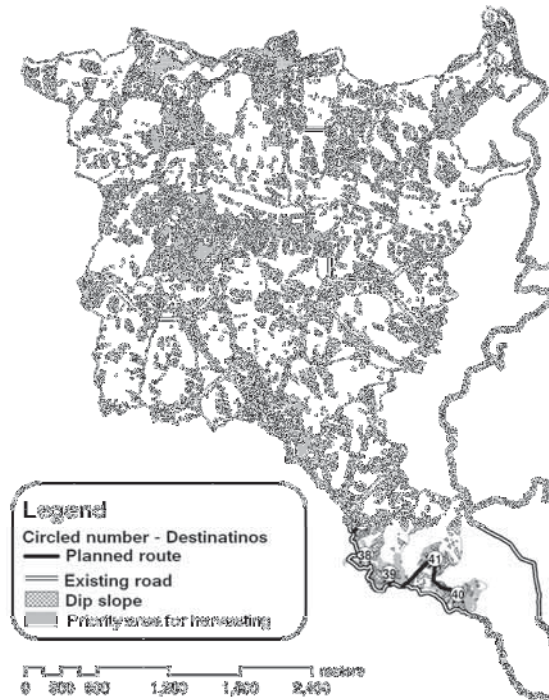 38
39
41
40
Legend
Circled number - Destinatinos
Planned route
Existing road
Dip slope
Priority area for harvesting
meters
0